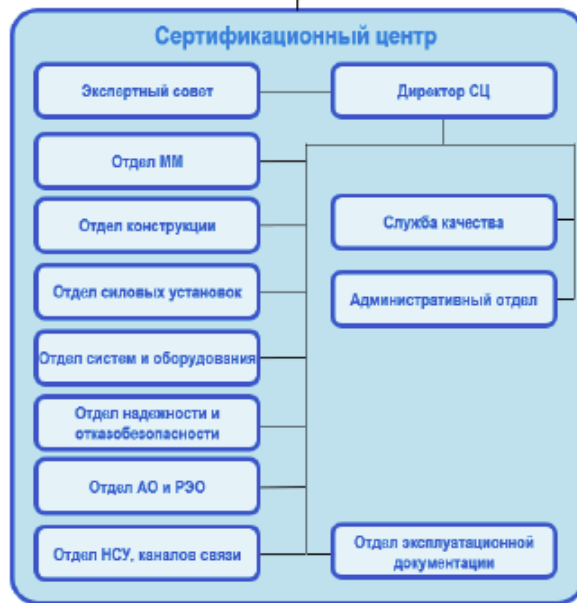 Сертификационный центр
Экспертный совет
Директор СЦ
Отдел ММ
Отдел конструкции
Служба качества
Отдел силовых установок
Административный отдел
Отдел систем и оборудования
Отдел надежности и
отказобезопасности
Отдел АО и РЭО
Отдел НСУ, каналов связи
Отдел эксплуатационной
документации